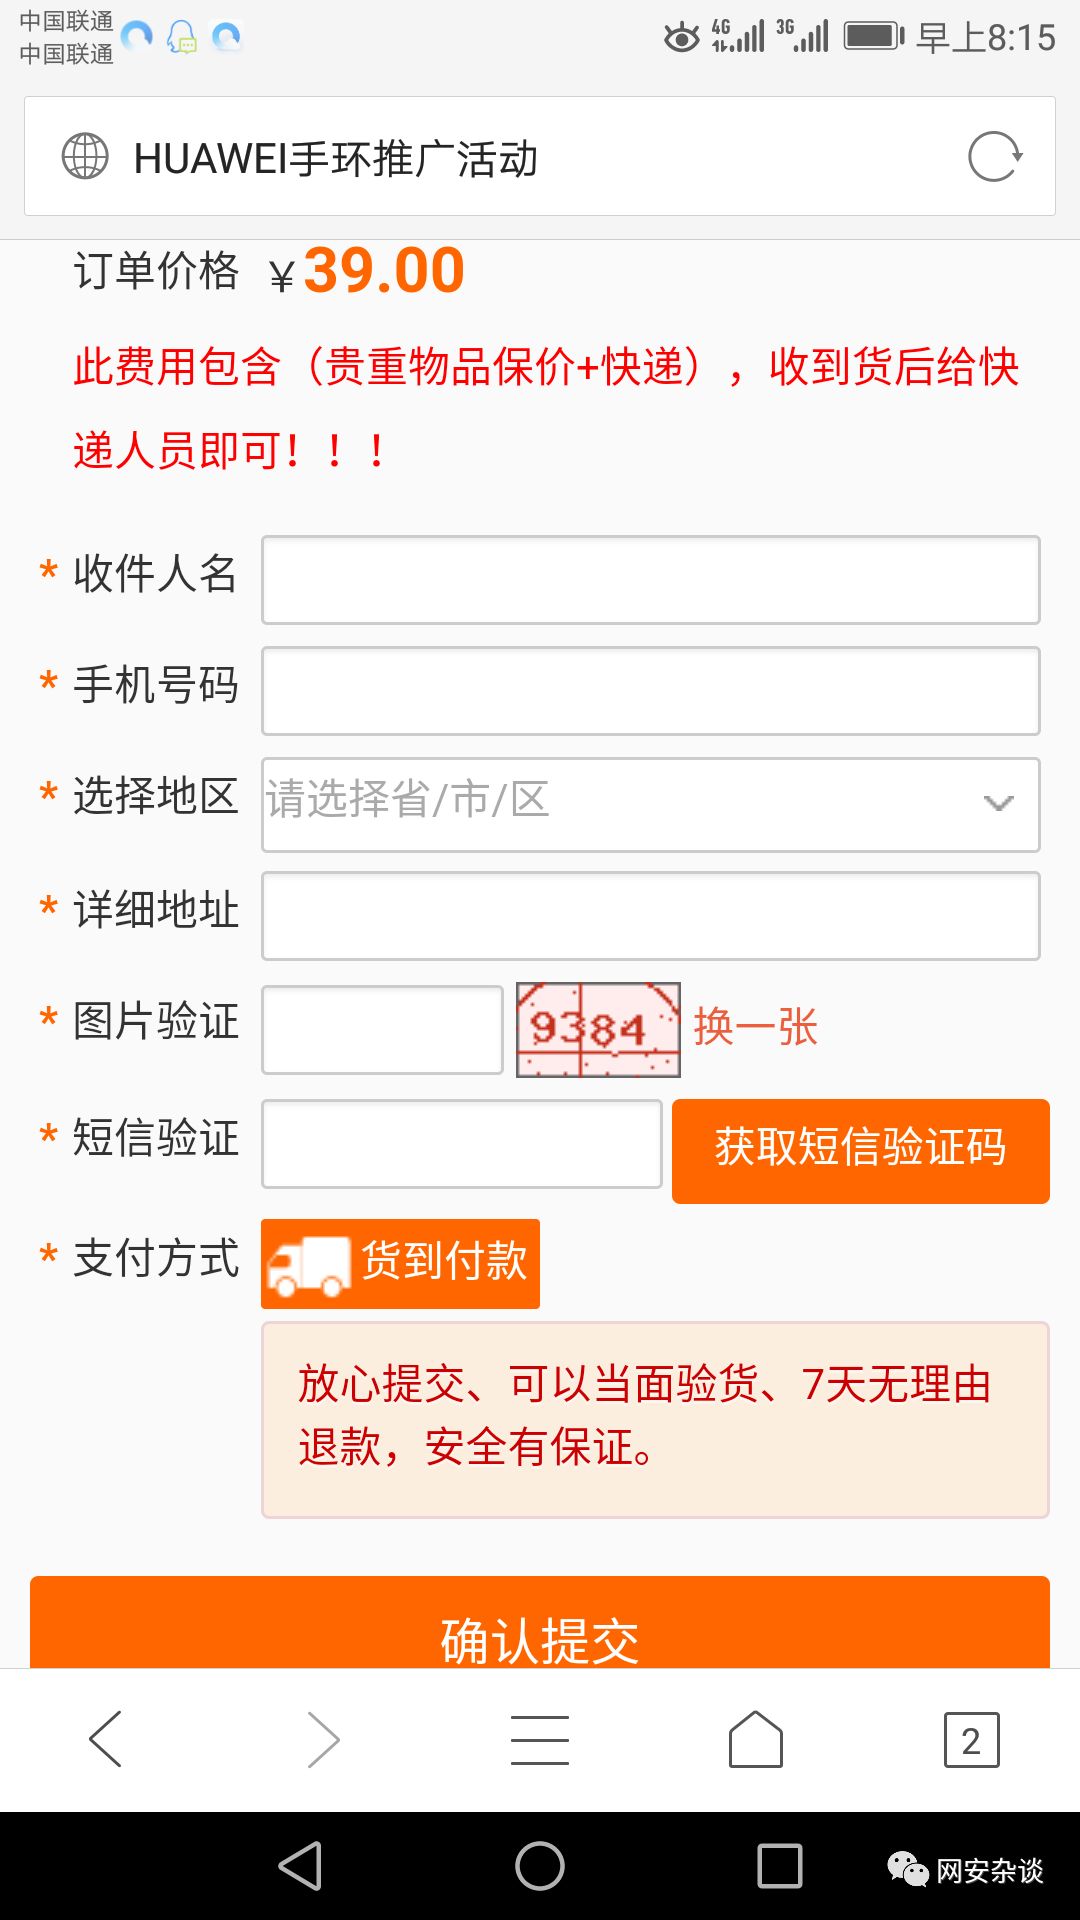 中国联通
中国联通
4G 3G 早上8:15
HUAWEI手环推广活动
订单价格 ¥39.00
此费用包含（贵重物品保价+快递），收到货后给快
递人员即可！！！
* 收件人名
* 手机号码
* 选择地区 请选择省/市/区
* 详细地址
* 图片验证 9384 换一张
* 短信验证 获取短信验证码
* 支付方式 货到付款
放心提交、可以当面验货、7天无理由
退款，安全有保证。
确认提交
2
网安杂谈